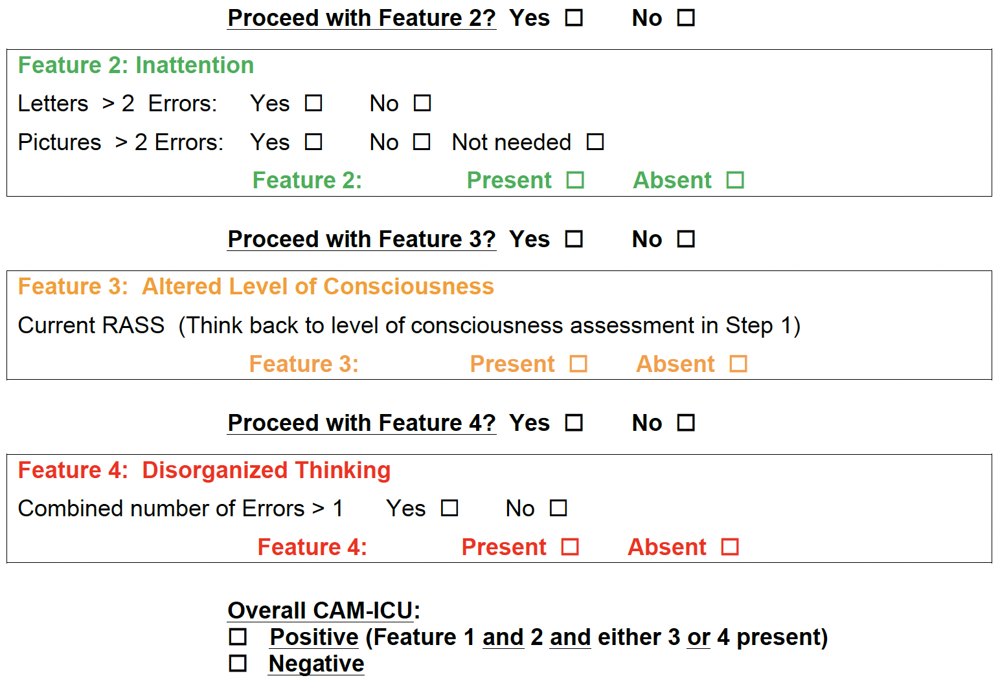 Proceed with Feature 2? Yes ☐ No ☐
Feature 2: Inattention
Letters > 2 Errors: Yes ☐ No ☐
Pictures > 2 Errors: Yes ☐ No ☐ Not needed ☐
Feature 2: Present ☐ Absent ☐
Proceed with Feature 3? Yes ☐ No ☐
Feature 3: Altered Level of Consciousness
Current RASS (Think back to level of consciousness assessment in Step 1)
Feature 3: Present ☐ Absent ☐
Proceed with Feature 4? Yes ☐ No ☐
Feature 4: Disorganized Thinking
Combined number of Errors > 1 Yes ☐ No ☐
Feature 4: Present ☐ Absent ☐
Overall CAM-ICU:
☐ Positive (Feature 1 and 2 and either 3 or 4 present)
☐ Negative